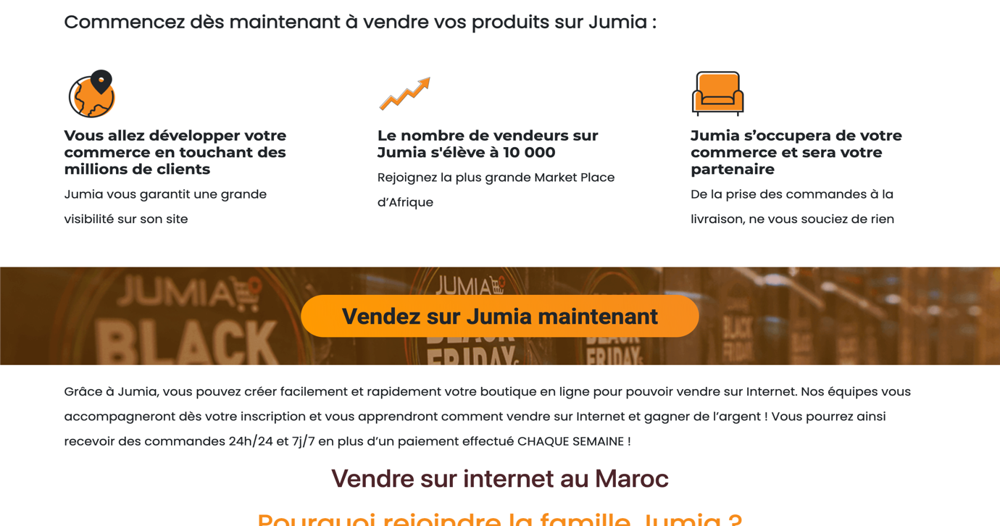 Commencez dès maintenant à vendre vos produits sur Jumia :
Vous allez développer votre
commerce en touchant des
millions de clients
Jumia vous garantit une grande
visibilité sur son site
Le nombre de vendeurs sur
Jumia s'élève à 10 000
Rejoignez la plus grande Market Place
d’Afrique
Jumia s’occupera de votre
commerce et sera votre
partenaire
De la prise des commandes à la
livraison, ne vous souciez de rien
JUMIA
BLACK
JUMIA
BLACK
FRIDAY
BLACK
FRIDAY
BLACK
FRIDAY
Vendez sur Jumia maintenant
Grâce à Jumia, vous pouvez créer facilement et rapidement votre boutique en ligne pour pouvoir vendre sur Internet. Nos équipes vous
accompagneront dès votre inscription et vous apprendront comment vendre sur Internet et gagner de l’argent ! Vous pourrez ainsi
recevoir des commandes 24h/24 et 7j/7 en plus d’un paiement effectué CHAQUE SEMAINE !
Vendre sur internet au Maroc
Pourquoi rejoindre la famille Jumia ?